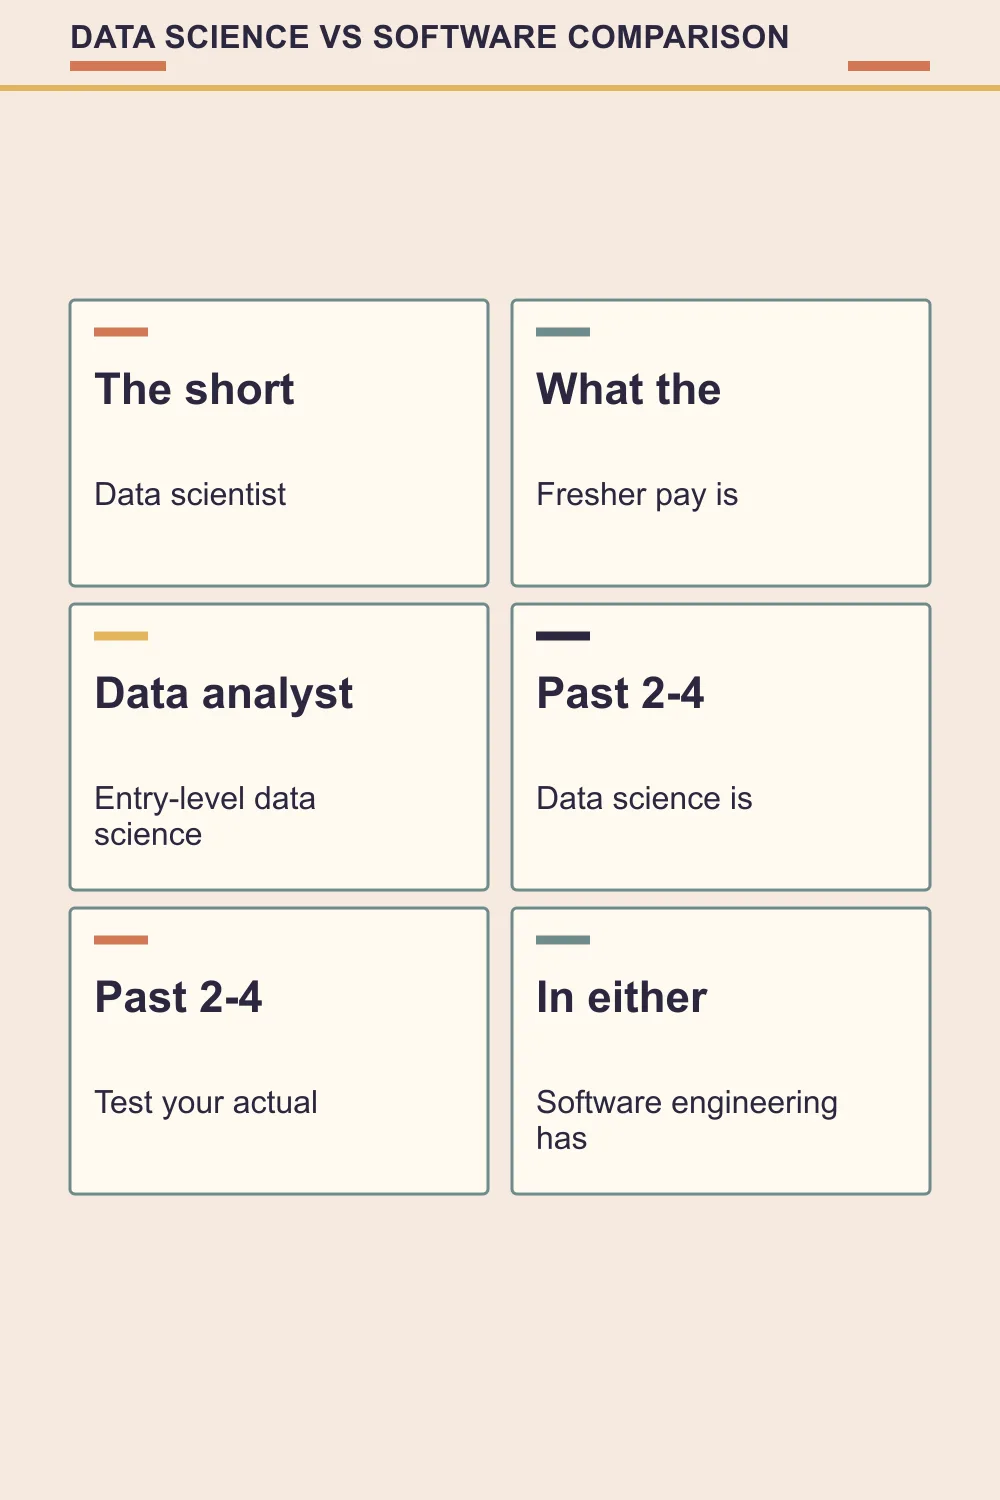 DATA SCIENCE VS SOFTWARE COMPARISON
The short
Data scientist
What the
Fresher pay is
Data analyst
Entry-level data
science
Past 2-4
Data science is
Past 2-4
Test your actual
In either
Software engineering
has